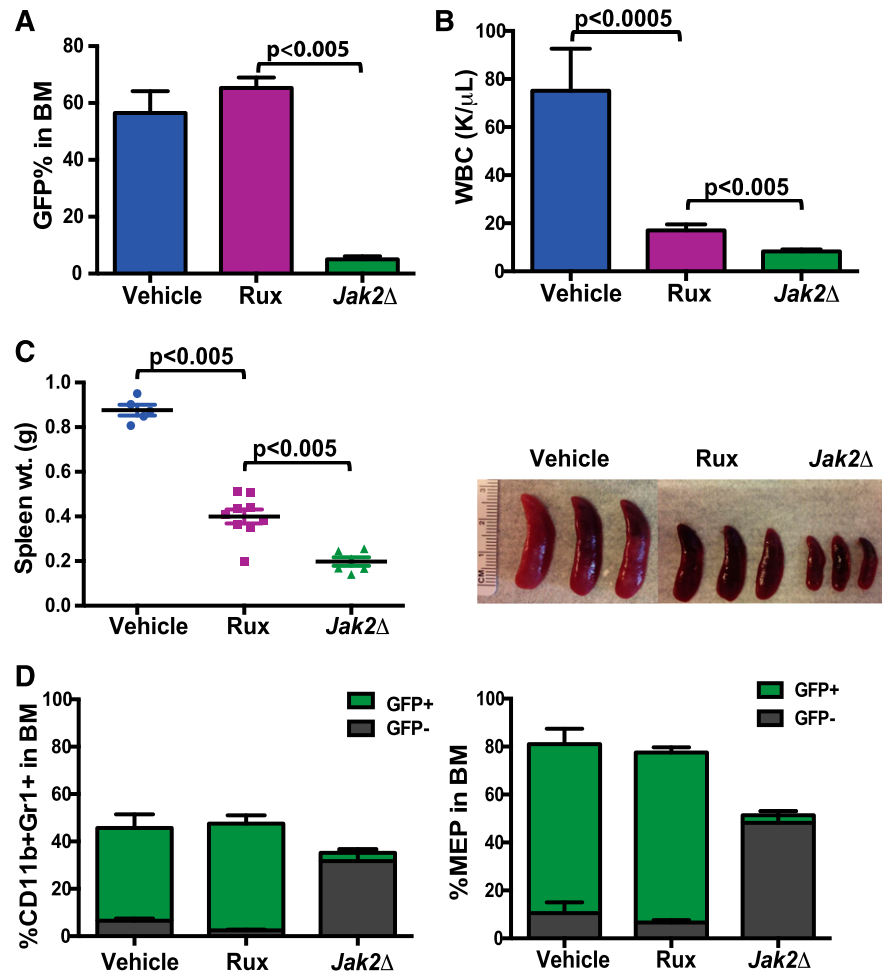 A
GFP% in BM
80
60
40
20
0
p<0.005
Vehicle Rux Jak2Δ
B
WBC (K/μL)
100
80
60
40
20
0
p<0.0005
p<0.005
Vehicle Rux Jak2Δ
C
Spleen wt. (g)
1.0
0.8
0.6
0.4
0.2
0.0
p<0.005
p<0.005
Vehicle Rux Jak2Δ
Vehicle Rux Jak2Δ
3
2
1
CM
D
%CD11b+Gr1+ in BM
100
80
60
40
20
0
GFP+
GFP-
Vehicle Rux Jak2Δ
%MEP in BM
100
80
60
40
20
0
GFP+
GFP-
Vehicle Rux Jak2Δ